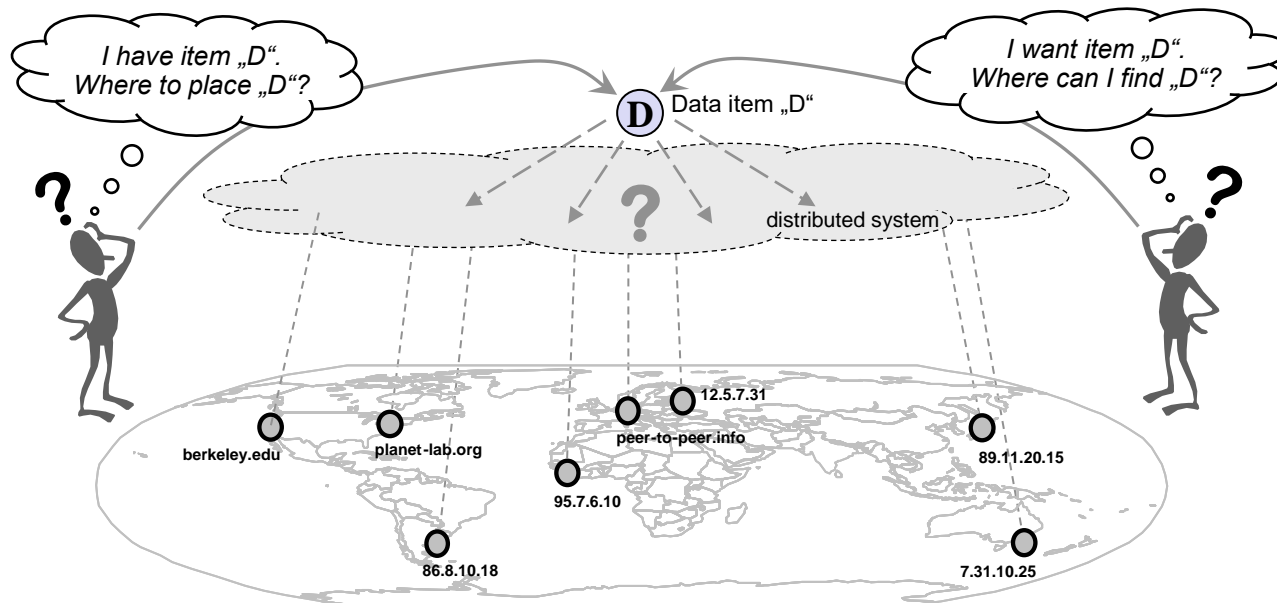 I have item „D“.
Where to place „D“?
I want item „D“.
Where can I find „D“?
D
Data item „D“
?
?
?
distributed system
12.5.7.31
berkeley.edu
planet-lab.org
peer-to-peer.info
89.11.20.15
95.7.6.10
86.8.10.18
7.31.10.25